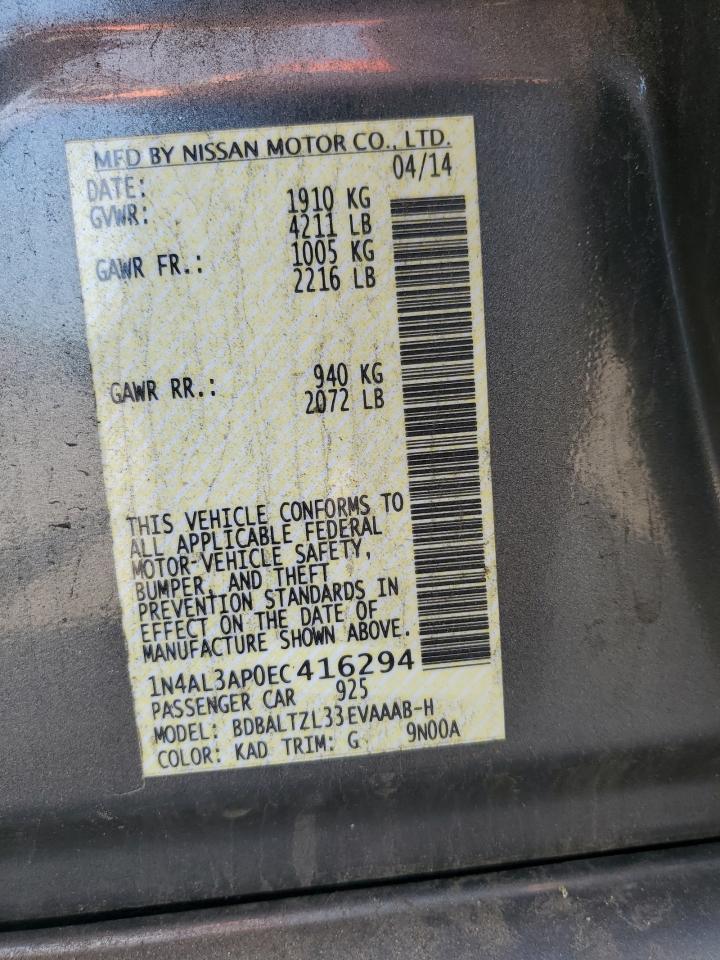 MFD BY NISSAN MOTOR CO., LTD.
DATE: 04/14
GVWR: 1910 KG
4211 LB
GAWR FR.: 1005 KG
2216 LB
GAWR RR.: 940 KG
2072 LB
THIS VEHICLE CONFORMS TO
ALL APPLICABLE FEDERAL
MOTOR-VEHICLE SAFETY,
BUMPER, AND THEFT
PREVENTION STANDARDS IN
EFFECT ON THE DATE OF
MANUFACTURE SHOWN ABOVE.
1N4AL3AP0EC416294
PASSENGER CAR 925
MODEL: BDBALTZL33EVAAAB-H
COLOR: KAD TRIM: G 9N00A